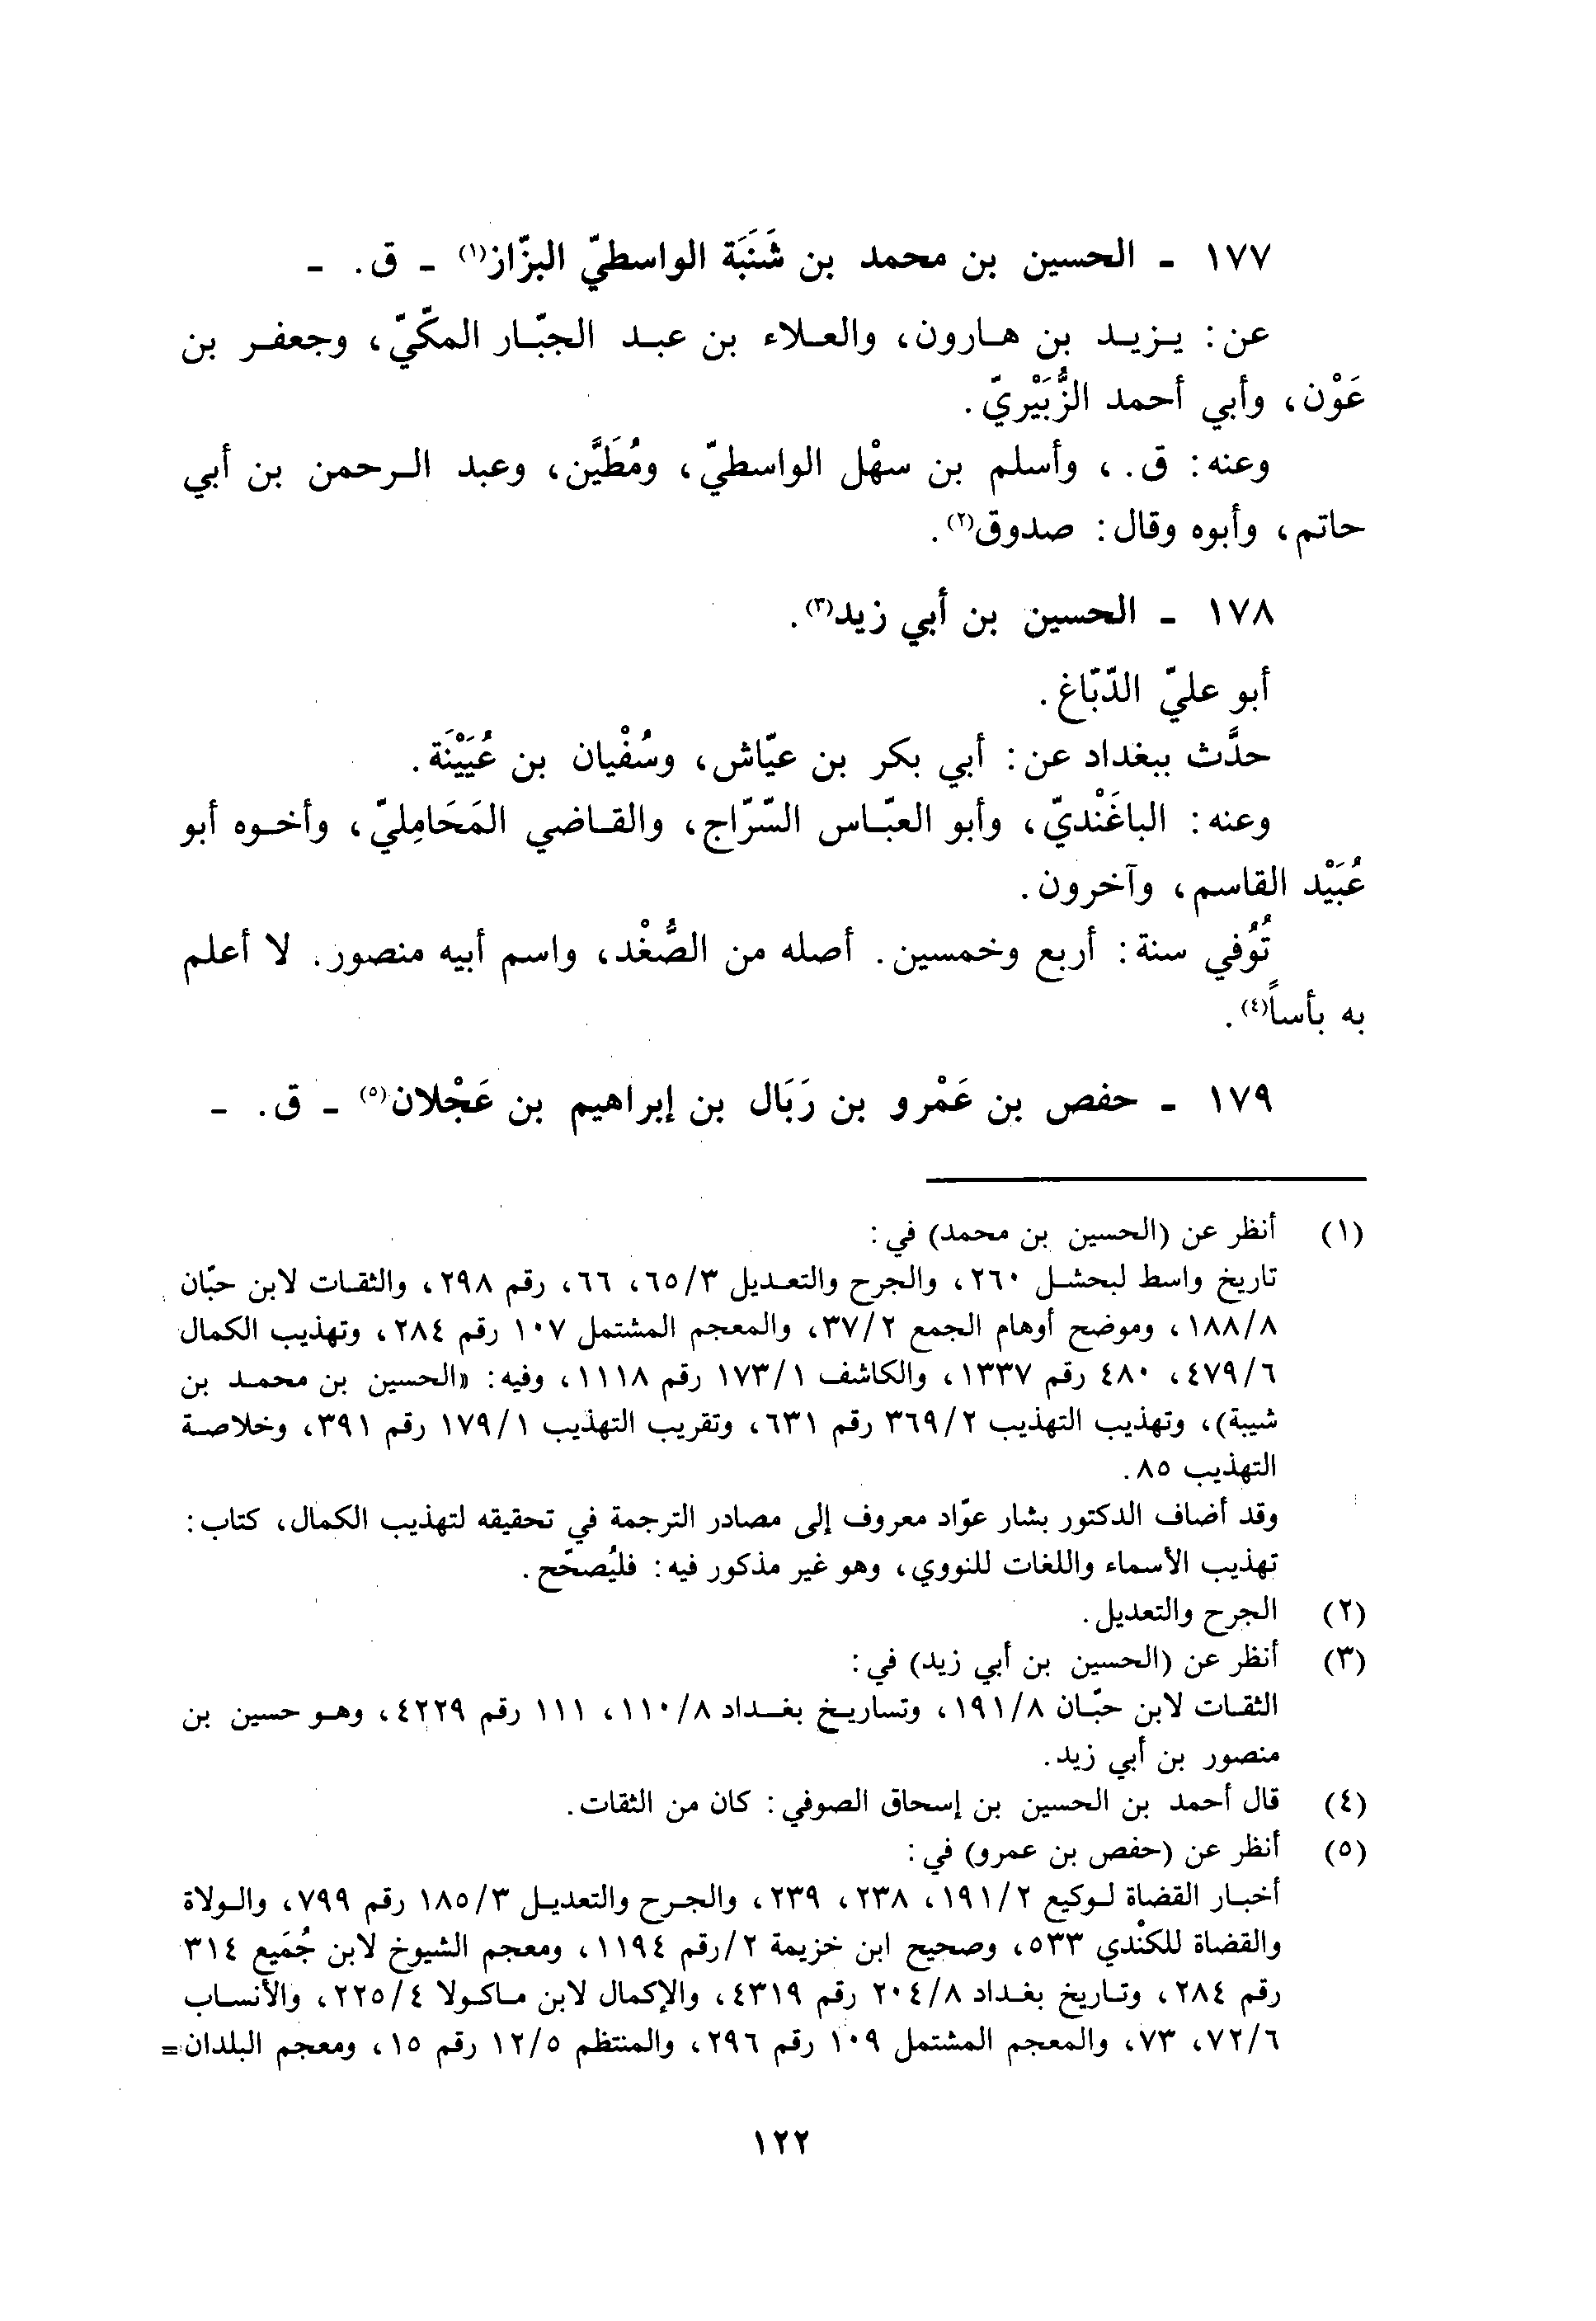 ١٧٧ - الحسين بن محمد بن شَنَبَة الواسطيّ البزّاز(١) - ق. -
عن: يـزيـد بن هـارون، والعـلاء بن عبـد الجبّـار المكّيّ، وجعفـر بن
عَوْن، وأبي أحمد الزُّبَيْريّ.
وعنه: ق.، وأسلم بن سهْل الواسطيّ، ومُطَيَّن، وعبد الـرحمن بن أبي
حاتم، وأبوه وقال: صدوق(٢).
١٧٨ - الحسين بن أبي زيد(٣).
أبو عليّ الدّبّاغ.
حدَّث ببغداد عن: أبي بكر بن عيّاش، وسُفْيان بن عُيَيْنَة.
وعنه: الباغَنْديّ، وأبو العبّـاس السّرّاج، والقـاضي المَحَامِليّ، وأخـوه أبو
عُبَيْد القاسم، وآخرون.
تُوُفي سنة: أربع وخمسين. أصله من الصُّغْد، واسم أبيه منصور. لا أعلم
به بأساً(٤).
١٧٩ - حفص بن عَمْرو بن رَبَال بن إبراهيم بن عَجْلان(٥) - ق. -
(١) أنظر عن (الحسين بن محمد) في:
تاريخ واسط لبحشـل ٢٦٠، والجرح والتعـديل ٦٥/٣، ٦٦، رقم ٢٩٨، والثقـات لابن حبّان
١٨٨/٨، وموضح أوهام الجمع ٣٧/٢، والمعجم المشتمل ١٠٧ رقم ٢٨٤، وتهذيب الكمال
٤٧٩/٦، ٤٨٠ رقم ١٣٣٧، والكاشف ١٧٣/١ رقم ١١١٨، وفيه: «الحسين بن محمـد بن
شيبة)، وتهذيب التهذيب ٣٦٩/٢ رقم ٦٣١، وتقريب التهذيب ١٧٩/١ رقم ٣٩١، وخلاصـة
التهذيب ٨٥.
وقد أضاف الدكتور بشار عوّاد معروف إلى مصادر الترجمة في تحقيقه لتهذيب الكمال، كتاب:
تهذيب الأسماء واللغات للنووي، وهو غير مذكور فيه: فليُصحّح.
(٢) الجرح والتعديل.
(٣) أنظر عن (الحسين بن أبي زيد) في:
الثقـات لابن حبّـان ١٩١/٨، وتساريـخ بغـداد ١١٠/٨، ١١١ رقم ٤٢٢٩، وهـو حسين بن
منصور بن أبي زيد.
(٤) قال أحمد بن الحسين بن إسحاق الصوفي: كان من الثقات.
(٥) أنظر عن (حفص بن عمرو) في:
أخبـار القضاة لـوكيع ١٩١/٢، ٢٣٨، ٢٣٩، والجـرح والتعديـل ١٨٥/٣ رقم ٧٩٩، والـولاة
والقضاة للكنْدي ٥٣٣، وصحيح ابن خزيمة ٢/رقم ١١٩٤، ومعجم الشيوخ لابن جُمَيع ٣١٤
رقم ٢٨٤، وتـاريخ بغـداد ٢٠٤/٨ رقم ٤٣١٩، والإكمال لابن مـاكـولا ٢٢٥/٤، والأنسـاب
٧٢/٦، ٧٣، والمعجم المشتمل ١٠٩ رقم ٢٩٦، والمنتظم ١٢/٥ رقم ١٥، ومعجم البلدان=
١٢٢